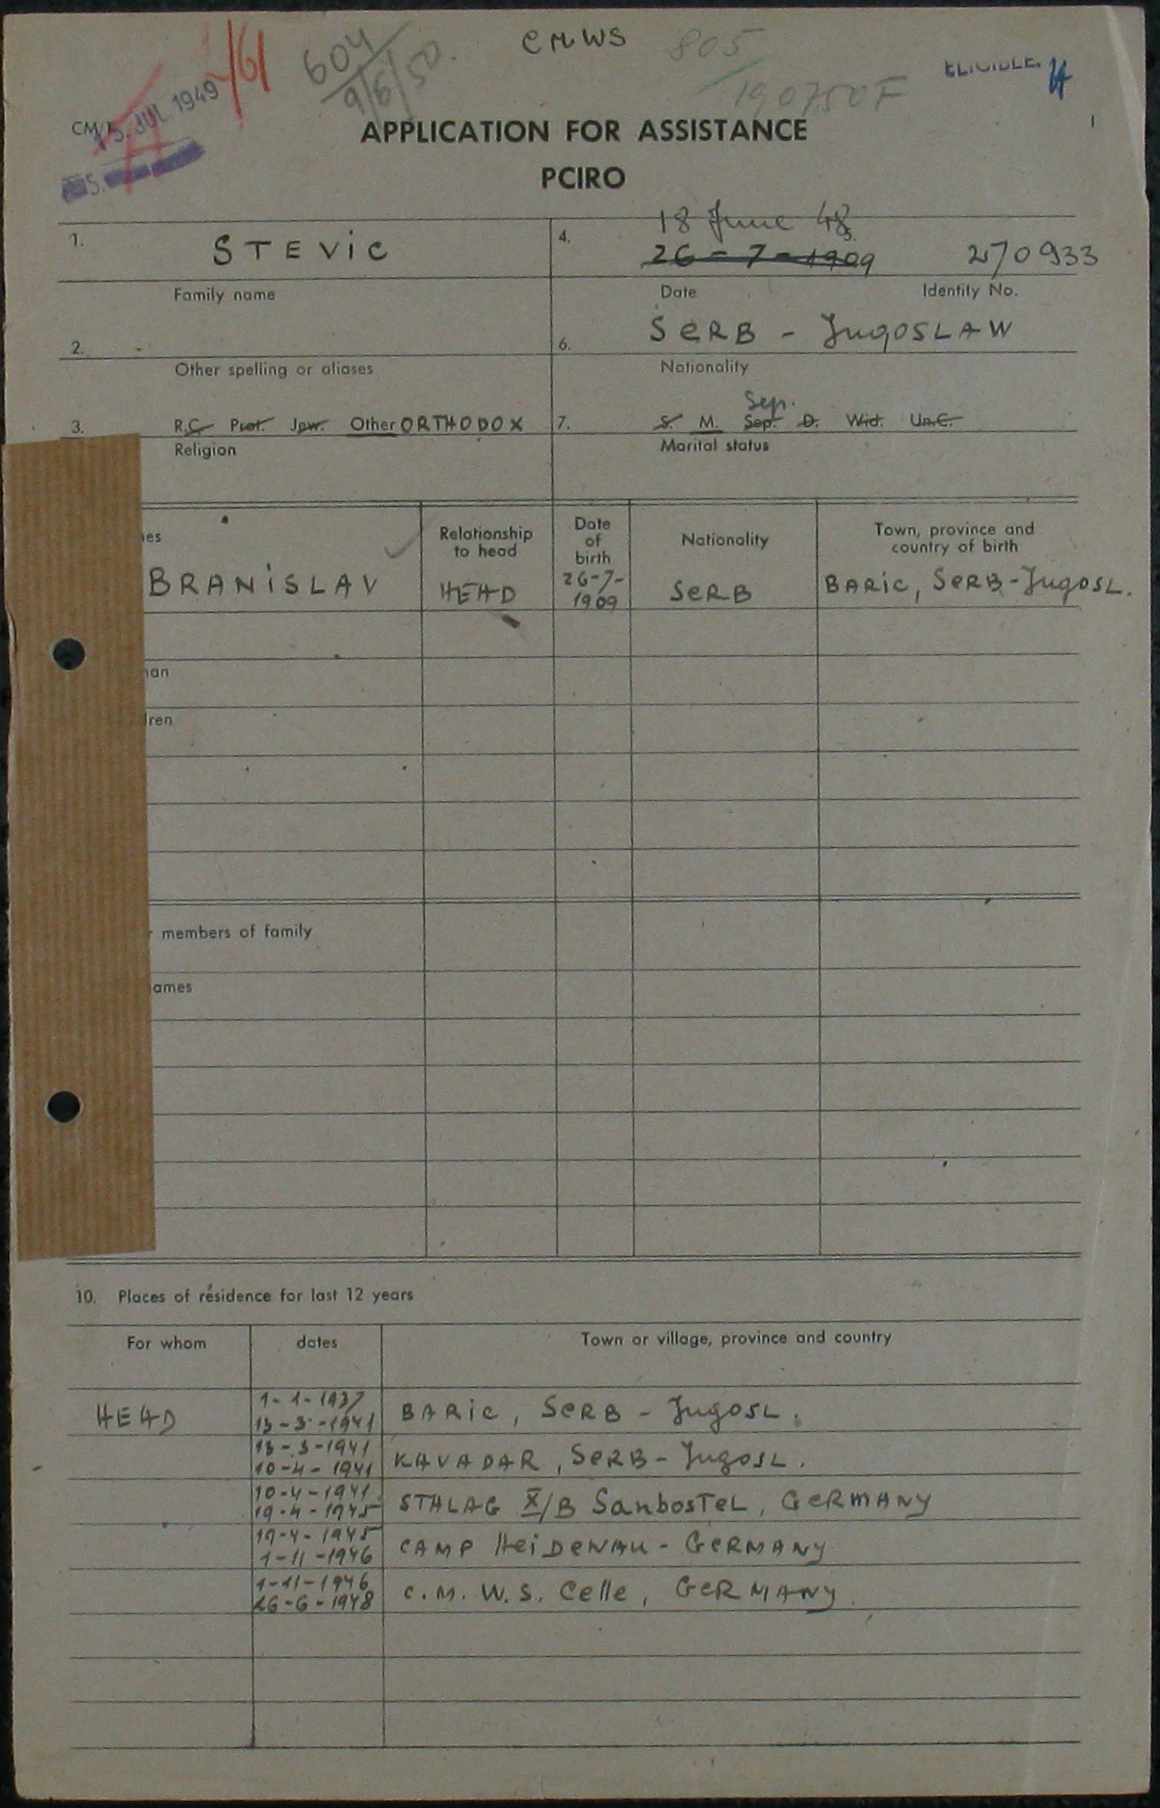 161 604 CMWS 805 ELIGIBLE.
CM/1 15. JUL 1949 9/6/50. 190750F
APPLICATION FOR ASSISTANCE
1
PCIRO
18 June 48
1. STEVIC 4. 26-7-1909 270933
Family name Date Identity No.
2. - 6. SERB - JugOSLAW
Other spelling or aliases Nationality
Sep.
3. R.C. Prot. Jew. Other ORTHODOX 7. S. M. Sep. D. Wid. Un.C.
Religion Marital status
es Relationship to head Date of birth Nationality Town, province and country of birth
BRANISLAV HEAD 26-7-1909 SERB BARIC, SERB-JugOSL.
an
dren
members of family
ames
10. Places of residence for last 12 years
For whom dates Town or village, province and country
HEAD 1-1-1937 13-3-1941 BARIC, SERB - JugOSL.
13-3-1941 10-4-1941 KAVADAR, SERB - JugOSL.
10-4-1941 19-4-1945 STALAG X/B SanbosTeL, GERMANY
19-4-1945 1-11-1946 CAMP HEIDENAU - GERMANY
1-11-1946 26-6-1948 C.M.W.S. Celle, GERMANY.